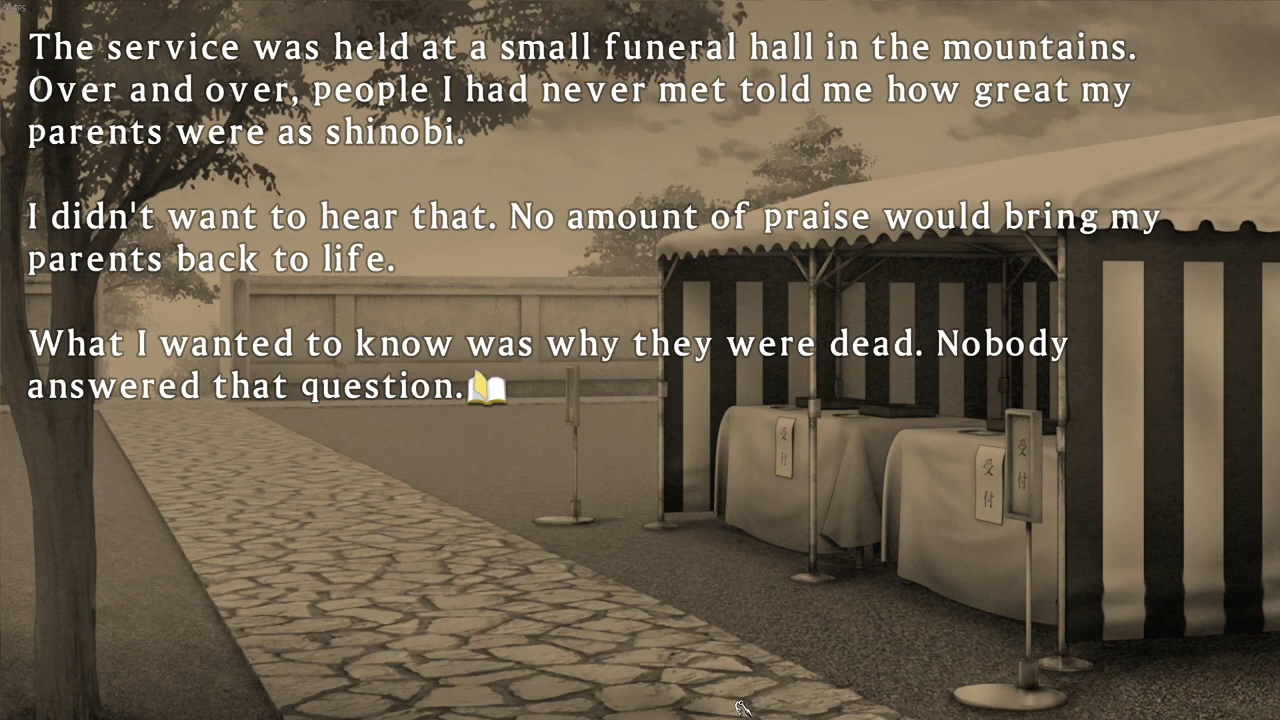 The service was held at a small funeral hall in the mountains.
Over and over, people I had never met told me how great my
parents were as shinobi.
I didn't want to hear that. No amount of praise would bring my
parents back to life.
What I wanted to know was why they were dead. Nobody
answered that question.
受付
受付
受付